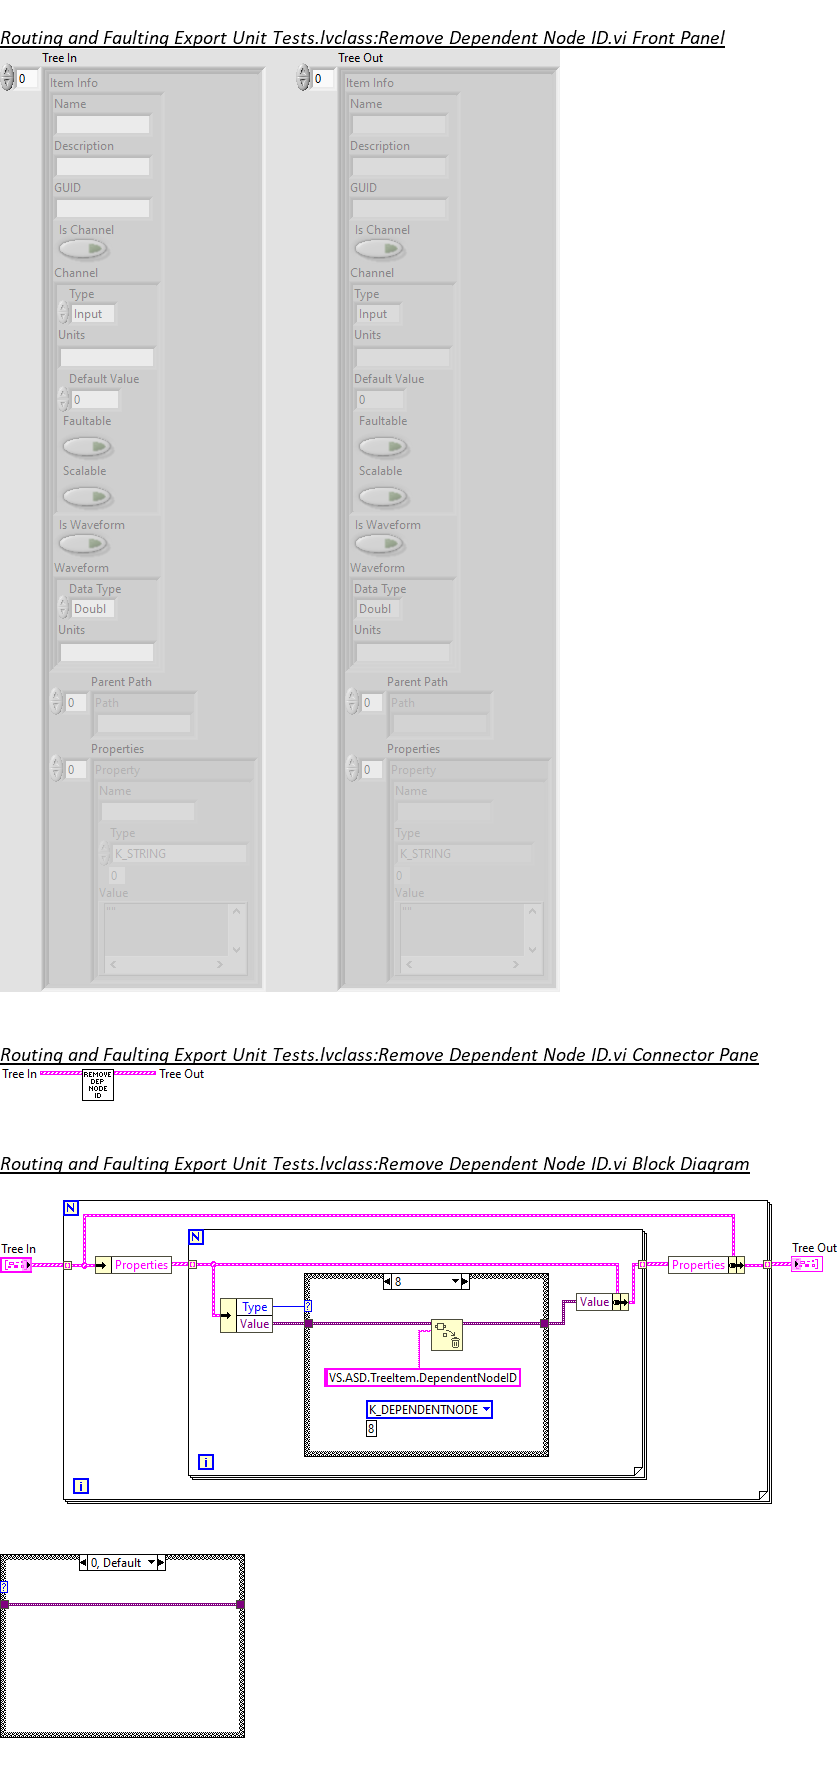 Routing and Faulting Export Unit Tests.lvclass:Remove Dependent Node ID.vi Front Panel
Tree In
0
Item Info
Name
Description
GUID
Is Channel
Channel
Type
Input
Units
Default Value
0
Faultable
Scalable
Is Waveform
Waveform
Data Type
Doubl
Units
Parent Path
0
Path
Properties
0
Property
Name
Type
K_STRING
0
Value
""
Tree Out
0
Item Info
Name
Description
GUID
Is Channel
Channel
Type
Input
Units
Default Value
0
Faultable
Scalable
Is Waveform
Waveform
Data Type
Doubl
Units
Parent Path
0
Path
Properties
0
Property
Name
Type
K_STRING
0
Value
""
Routing and Faulting Export Unit Tests.lvclass:Remove Dependent Node ID.vi Connector Pane
Tree In
REMOVE
DEP
NODE
ID
Tree Out
Routing and Faulting Export Unit Tests.lvclass:Remove Dependent Node ID.vi Block Diagram
N
N
Tree In
Tree Out
Properties
Properties
8
Type
Value
?
Value
VS.ASD.TreeItem.DependentNodeID
K_DEPENDENTNODE
8
i
i
0, Default
?